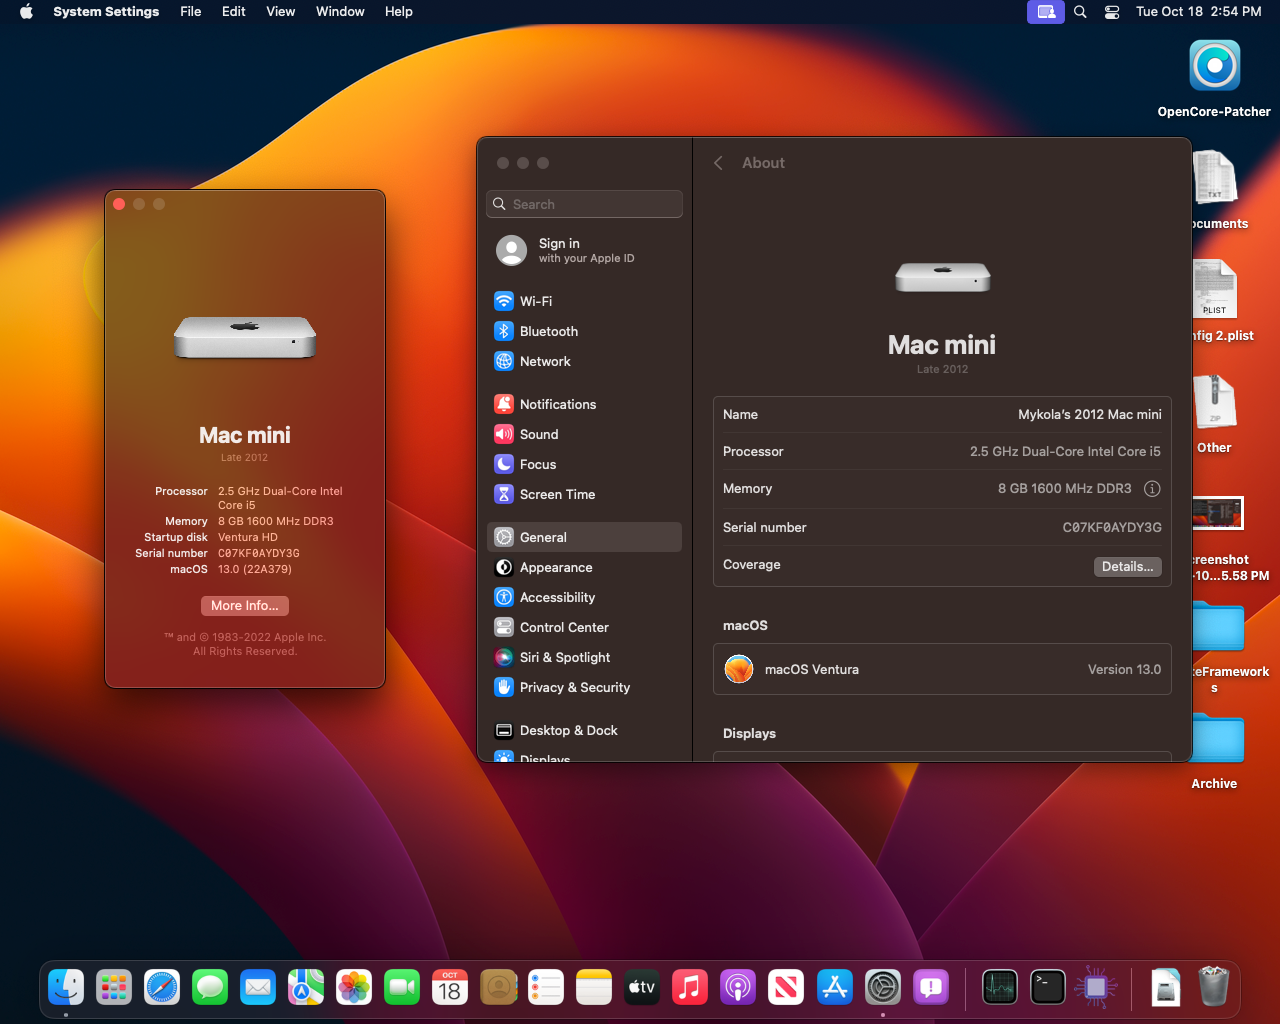 System Settings File Edit View Window Help
Tue Oct 18 2:54 PM
OpenCore-Patcher
TXT
ocuments
PLIST
nfig 2.plist
ZIP
Other
creenshot
-10...5.58 PM
teFrameworks
Archive
Mac mini
Late 2012
Processor 2.5 GHz Dual-Core Intel
Core i5
Memory 8 GB 1600 MHz DDR3
Startup disk Ventura HD
Serial number C07KF0AYDY3G
macOS 13.0 (22A379)
More Info...
™ and © 1983-2022 Apple Inc.
All Rights Reserved.
Search
Sign in
with your Apple ID
Wi-Fi
Bluetooth
Network
Notifications
Sound
Focus
Screen Time
General
Appearance
Accessibility
Control Center
Siri & Spotlight
Privacy & Security
Desktop & Dock
Displays
About
Mac mini
Late 2012
Name Mykola's 2012 Mac mini
Processor 2.5 GHz Dual-Core Intel Core i5
Memory 8 GB 1600 MHz DDR3
Serial number C07KF0AYDY3G
Coverage Details...
macOS
macOS Ventura Version 13.0
Displays
OCT
18
tv